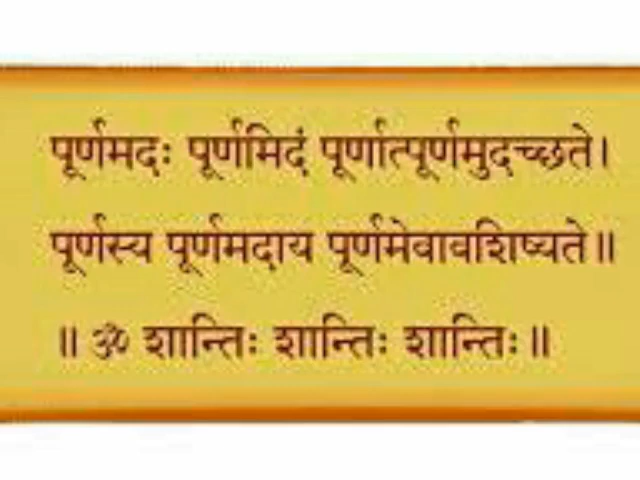 पूर्णमदः पूर्णमिदं पूर्णात्पूर्णमुदच्छते।
पूर्णस्य पूर्णमदाय पूर्णमेवावशिष्यते॥
॥ ॐ शान्तिः शान्तिः शान्तिः॥